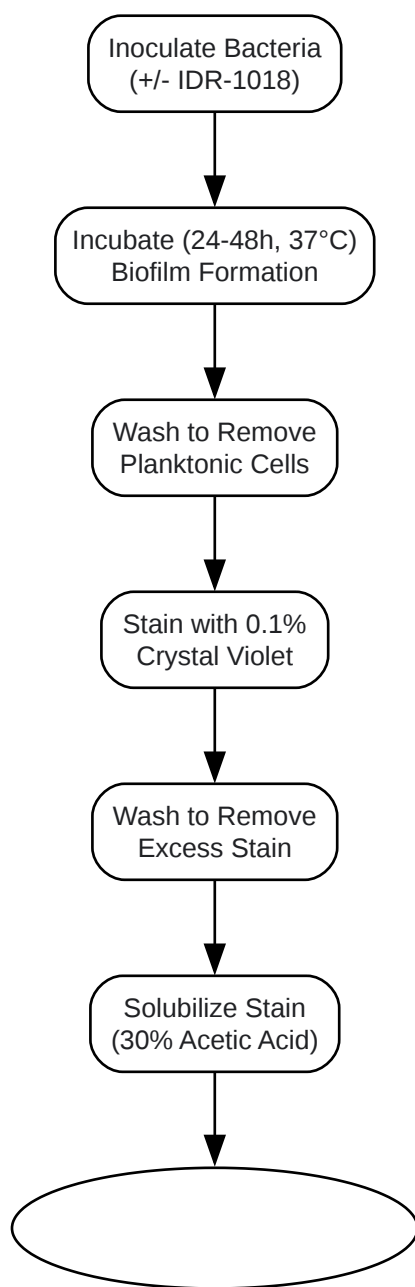 Inoculate Bacteria
(+/- IDR-1018)
Incubate (24-48h, 37°C)
Biofilm Formation
Wash to Remove
Planktonic Cells
Stain with 0.1%
Crystal Violet
Wash to Remove
Excess Stain
Solubilize Stain
(30% Acetic Acid)